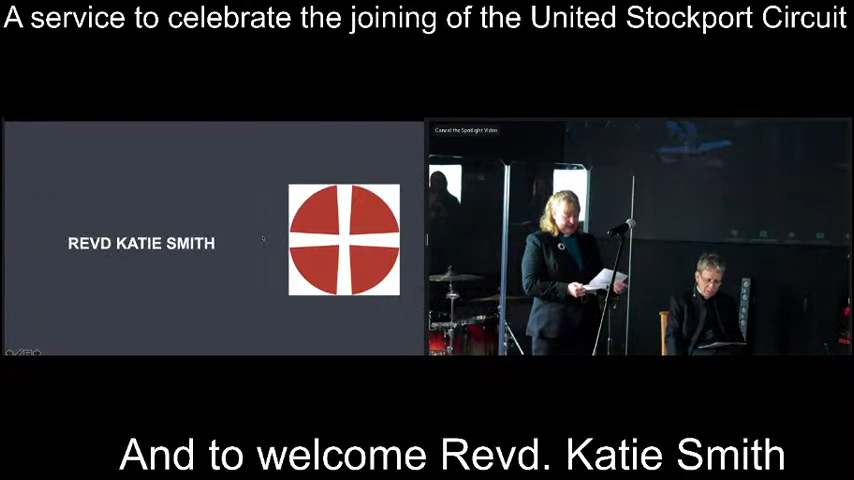 A service to celebrate the joining of the United Stockport Circuit
Cancel the Spotlight Video
REVD KATIE SMITH
And to welcome Revd. Katie Smith